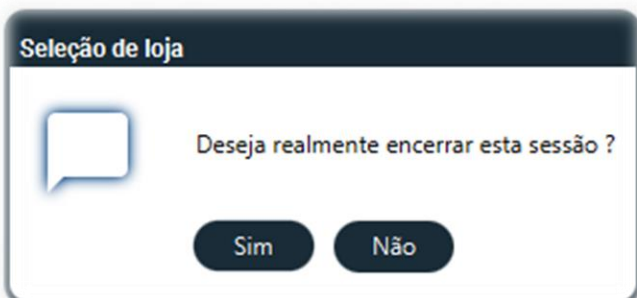 Seleção de loja
Deseja realmente encerrar esta sessão ?
Sim
Não